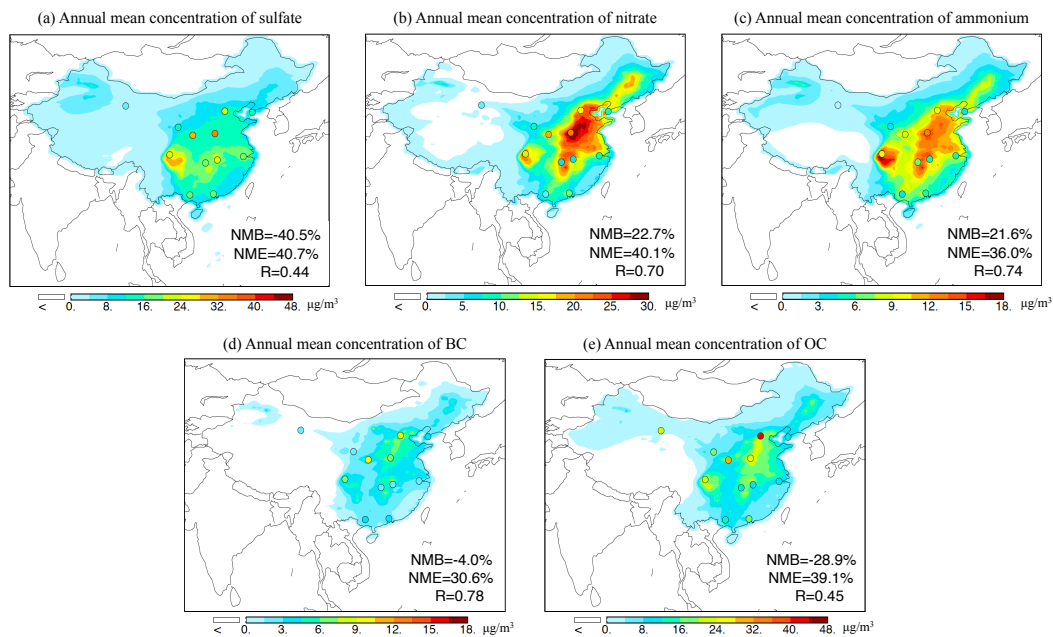 (a) Annual mean concentration of sulfate
NMB=-40.5%
NME=40.7%
R=0.44
< 0. 8. 16. 24. 32. 40. 48. μg/m³
(b) Annual mean concentration of nitrate
NMB=22.7%
NME=40.1%
R=0.70
< 0. 5. 10. 15. 20. 25. 30. μg/m³
(c) Annual mean concentration of ammonium
NMB=21.6%
NME=36.0%
R=0.74
< 0. 3. 6. 9. 12. 15. 18. μg/m³
(d) Annual mean concentration of BC
NMB=-4.0%
NME=30.6%
R=0.78
< 0. 3. 6. 9. 12. 15. 18. μg/m³
(e) Annual mean concentration of OC
NMB=-28.9%
NME=39.1%
R=0.45
< 0. 8. 16. 24. 32. 40. 48. μg/m³